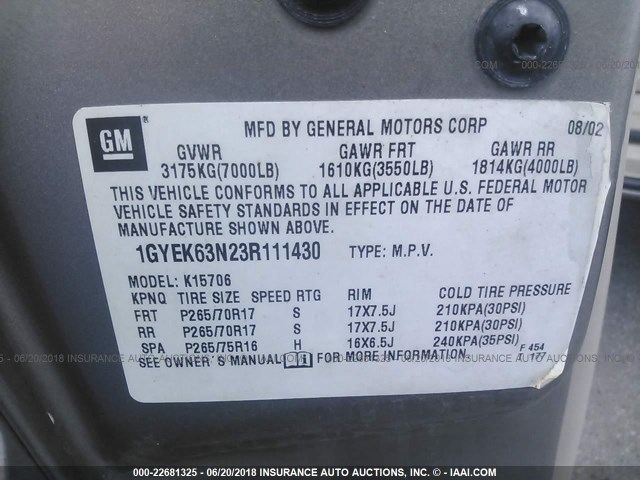 GM
MFD BY GENERAL MOTORS CORP 08/02
GVWR GAWR FRT GAWR RR
3175KG(7000LB) 1610KG(3550LB) 1814KG(4000LB)
THIS VEHICLE CONFORMS TO ALL APPLICABLE U.S. FEDERAL MOTOR
VEHICLE SAFETY STANDARDS IN EFFECT ON THE DATE OF
MANUFACTURE SHOWN ABOVE.
1GYEK63N23R111430 TYPE: M.P.V.
MODEL: K15706
KPNQ TIRE SIZE SPEED RTG RIM COLD TIRE PRESSURE
FRT P265/70R17 S 17X7.5J 210KPA(30PSI)
RR P265/70R17 S 17X7.5J 210KPA(30PSI)
SPA P265/75R16 H 16X6.5J 240KPA(35PSI)
SEE OWNER'S MANUAL FOR MORE INFORMATION. F 454
T 177
000-22681325 - 06/20/2018 INSURANCE AUTO AUCTIONS, INC. © - IAAI.COM